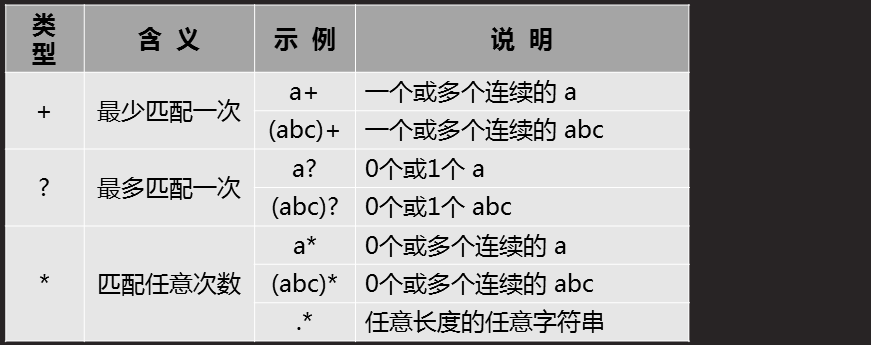 类型 含 义 示 例 说 明
+ 最少匹配一次 a+ 一个或多个连续的 a
(abc)+ 一个或多个连续的 abc
? 最多匹配一次 a? 0个或1个 a
(abc)? 0个或1个 abc
* 匹配任意次数 a* 0个或多个连续的 a
(abc)* 0个或多个连续的 abc
.* 任意长度的任意字符串